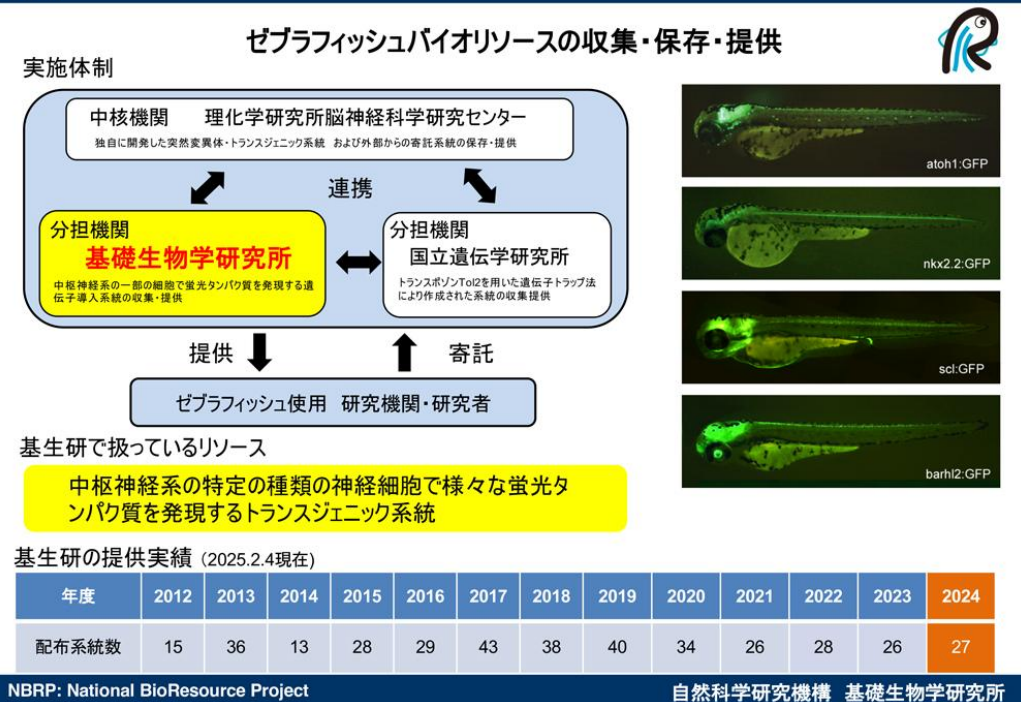 ゼブラフィッシュバイオリソースの収集・保存・提供
実施体制
中核機関 理化学研究所脳神経科学研究センター
独自に開発した突然変異体・トランスジェニック系統 および外部からの寄託系統の保存・提供
連携
分担機関
基礎生物学研究所
中枢神経系の一部の細胞で蛍光タンパク質を発現する遺
伝子導入系統の収集・提供
分担機関
国立遺伝学研究所
トランスポゾンTol2を用いた遺伝子トラップ法
により作成された系統の収集提供
提供
寄託
ゼブラフィッシュ使用 研究機関・研究者
atoh1:GFP
nkx2.2:GFP
scl:GFP
barhl2:GFP
基生研で扱っているリソース
中枢神経系の特定の種類の神経細胞で様々な蛍光タ
ンパク質を発現するトランスジェニック系統
基生研の提供実績 (2025.2.4現在)
年度 2012 2013 2014 2015 2016 2017 2018 2019 2020 2021 2022 2023 2024
配布系統数 15 36 13 28 29 43 38 40 34 26 28 26 27
NBRP: National BioResource Project
自然科学研究機構 基礎生物学研究所